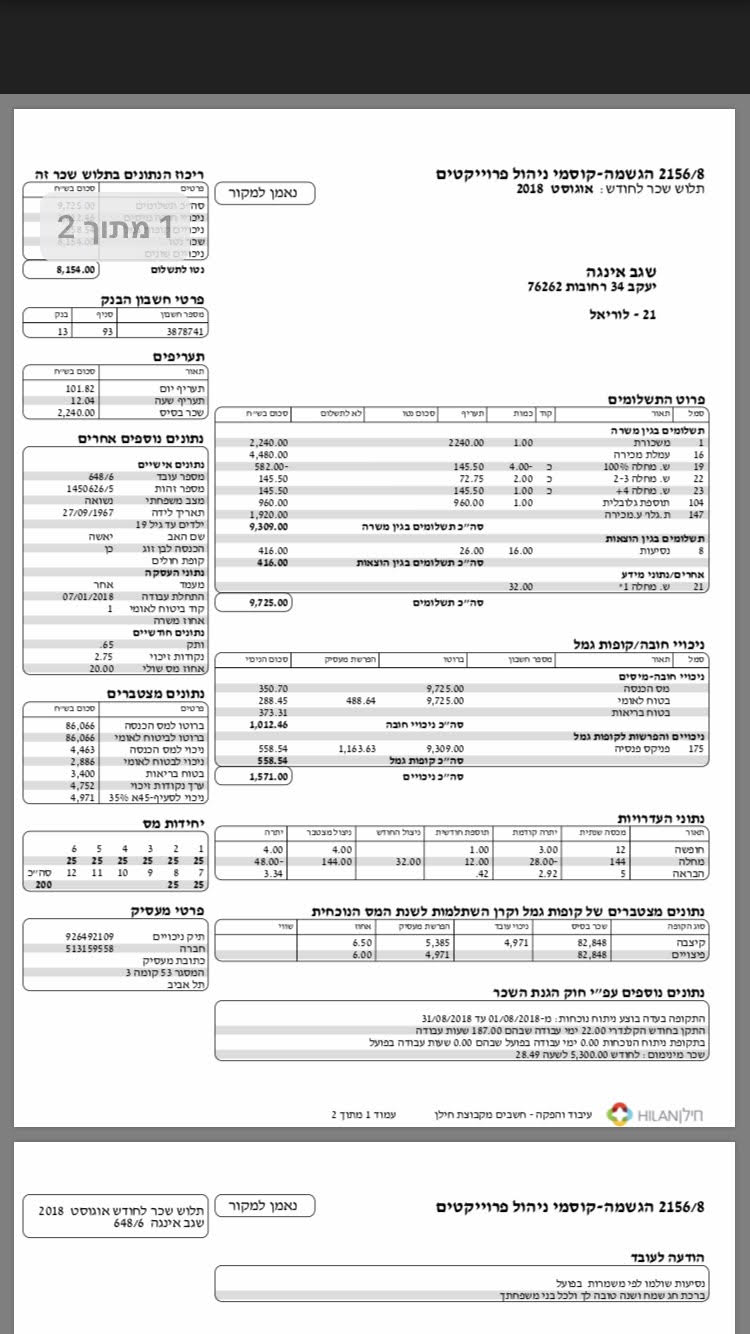 2156/8 הגשמה-קוסמי ניהול פרוייקטים
תלוש שכר לחודש: אוגוסט 2018
נאמן למקור
שגב אינגה
יעקב 34 רחובות 76262
21 - לוריאל
ריכוז הנתונים בתלוש שכר זה
פרטים סכום בש״ח
1 מתוך 2
סה״כ תשלומים 9,725.00
ניכויים שונים
נטו לתשלום 8,154.00
פרטי חשבון הבנק
מספר חשבון סניף בנק
3878741 93 13
תעריפים
תאור סכום בש״ח
תעריף יום 101.82
תעריף שעה 12.04
שכר בסיס 2,240.00
נתונים נוספים אחרים
נתונים אישיים
מספר עובד 648/6
מספר זהות 1450626/5
מצב משפחתי נשואה
תאריך לידה 27/09/1967
ילדים עד גיל 19
שם האב יאשה
הכנסה לבן זוג כן
קופת חולים
נתוני העסקה
מעמד אחר
התחלת עבודה 07/01/2018
קוד ביטוח לאומי 1
אחוז משרה
נתונים חודשיים
ותק .65
נקודות זיכוי 2.75
אחוז מס שולי 20.00
נתונים מצטברים
פרטים סכום בש״ח
ברוטו למס הכנסה 86,066
ברוטו לביטוח לאומי 86,066
ניכוי למס הכנסה 4,463
ניכוי לבטוח לאומי 2,886
בטוח בריאות 3,400
ערך נקודות זיכוי 4,752
ניכוי לסעיף-45א 35% 4,971
יחידות מס
1 2 3 4 5 6
25 25 25 25 25 25
7 8 9 10 11 12 סה״כ
25 25 200
פרטי מעסיק
תיק ניכויים 926492109
חברה 513159558
כתובת מעסיק
המסגר 53 קומה 3
תל אביב
פרוט התשלומים
סמל תאור קוד כמות תעריף סכום נטו לא לתשלום סכום בש״ח
תשלומים בגין משרה
1 משכורת 1.00 2240.00 2,240.00
16 עמלת מכירה 4,480.00
19 ש. מחלה 100% כ 4.00- 145.50 582.00-
22 ש. מחלה 2-3 כ 2.00 72.75 145.50
23 ש. מחלה 4+ כ 1.00 145.50 145.50
104 תוספת גלובלית 1.00 960.00 960.00
147 ת.גלוי ע.מכירה 1,920.00
סה״כ תשלומים בגין משרה 9,309.00
תשלומים בגין הוצאות
8 נסיעות 16.00 26.00 416.00
סה״כ תשלומים בגין הוצאות 416.00
אחרים/נתוני מידע
21 ש. מחלה 1* 32.00
סה״כ תשלומים 9,725.00
ניכויי חובה/קופות גמל
סמל תאור מספר חשבון ברוטו הפרשת מעסיק סכום הניכוי
ניכויי חובה-מיסים
מס הכנסה 9,725.00 350.70
בטוח לאומי 9,725.00 488.64 288.45
בטוח בריאות 373.31
סה״כ ניכויי חובה 1,012.46
ניכויים והפרשות לקופות גמל
175 פניקס פנסיה 9,309.00 1,163.63 558.54
סה״כ קופות גמל 558.54
סה״כ ניכויים 1,571.00
נתוני העדרויות
תאור מכסה שנתית יתרה קודמת תוספת חודשית ניצול החודש ניצול מצטבר יתרה
חופשה 12 3.00 1.00 4.00 4.00
מחלה 144 28.00- 12.00 32.00 144.00 48.00-
הבראה 5 2.92 .42 3.34
נתונים מצטברים של קופות גמל וקרן השתלמות לשנת המס הנוכחית
סוג הקופה שכר בסיס ניכוי עובד הפרשת מעסיק אחוז שווי
קיצבה 82,848 4,971 5,385 6.50
פיצויים 82,848 4,971 6.00
נתונים נוספים עפ״י חוק הגנת השכר
התקופה בעדה בוצע ניתוח נוכחות: מ-01/08/2018 עד 31/08/2018
התקן בחודש הקלנדרי 22.00 ימי עבודה שבהם 187.00 שעות עבודה
בתקופת ניתוח הנוכחות 0.00 ימי עבודה בפועל שבהם 0.00 שעות עבודה בפועל
שכר מינימום: לחודש 5,300.00 לשעה 28.49
חילן HILAN עיבוד והפקה - חשבים מקבוצת חילן עמוד 1 מתוך 2
2156/8 הגשמה-קוסמי ניהול פרוייקטים
נאמן למקור
תלוש שכר לחודש אוגוסט 2018
שגב אינגה 648/6
הודעה לעובד
נסיעות שולמו לפי משמרות בפועל
ברכת חג שמח ושנה טובה לך ולכל בני משפחתך